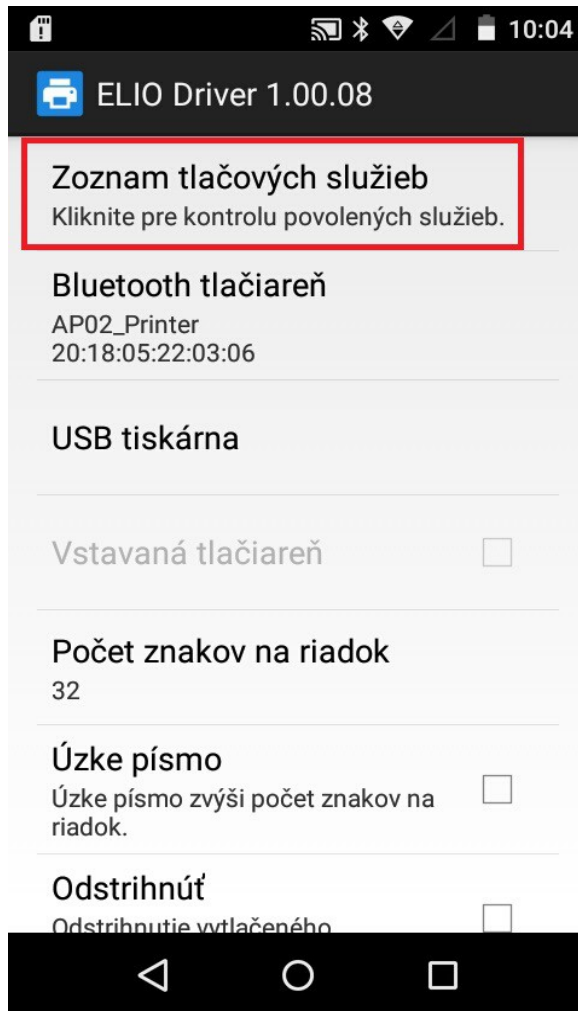 10:04
ELIO Driver 1.00.08
Zoznam tlačových služieb
Kliknite pre kontrolu povolených služieb.
Bluetooth tlačiareň
AP02_Printer
20:18:05:22:03:06
USB tiskárna
Vstavaná tlačiareň
Počet znakov na riadok
32
Úzke písmo
Úzke písmo zvýši počet znakov na
riadok.
Odstrihnúť
Odstrihnutie vytlačeného